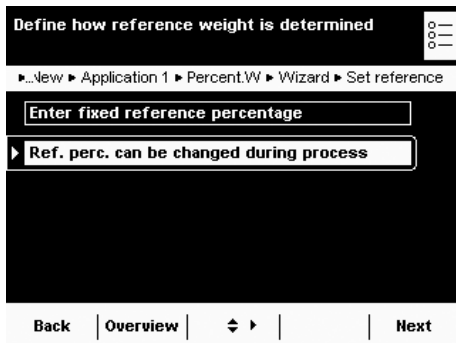 Define how reference weight is determined
▸...New ▸ Application 1 ▸ Percent.W ▸ Wizard ▸ Set reference
Enter fixed reference percentage
Ref. perc. can be changed during process
Back Overview Next